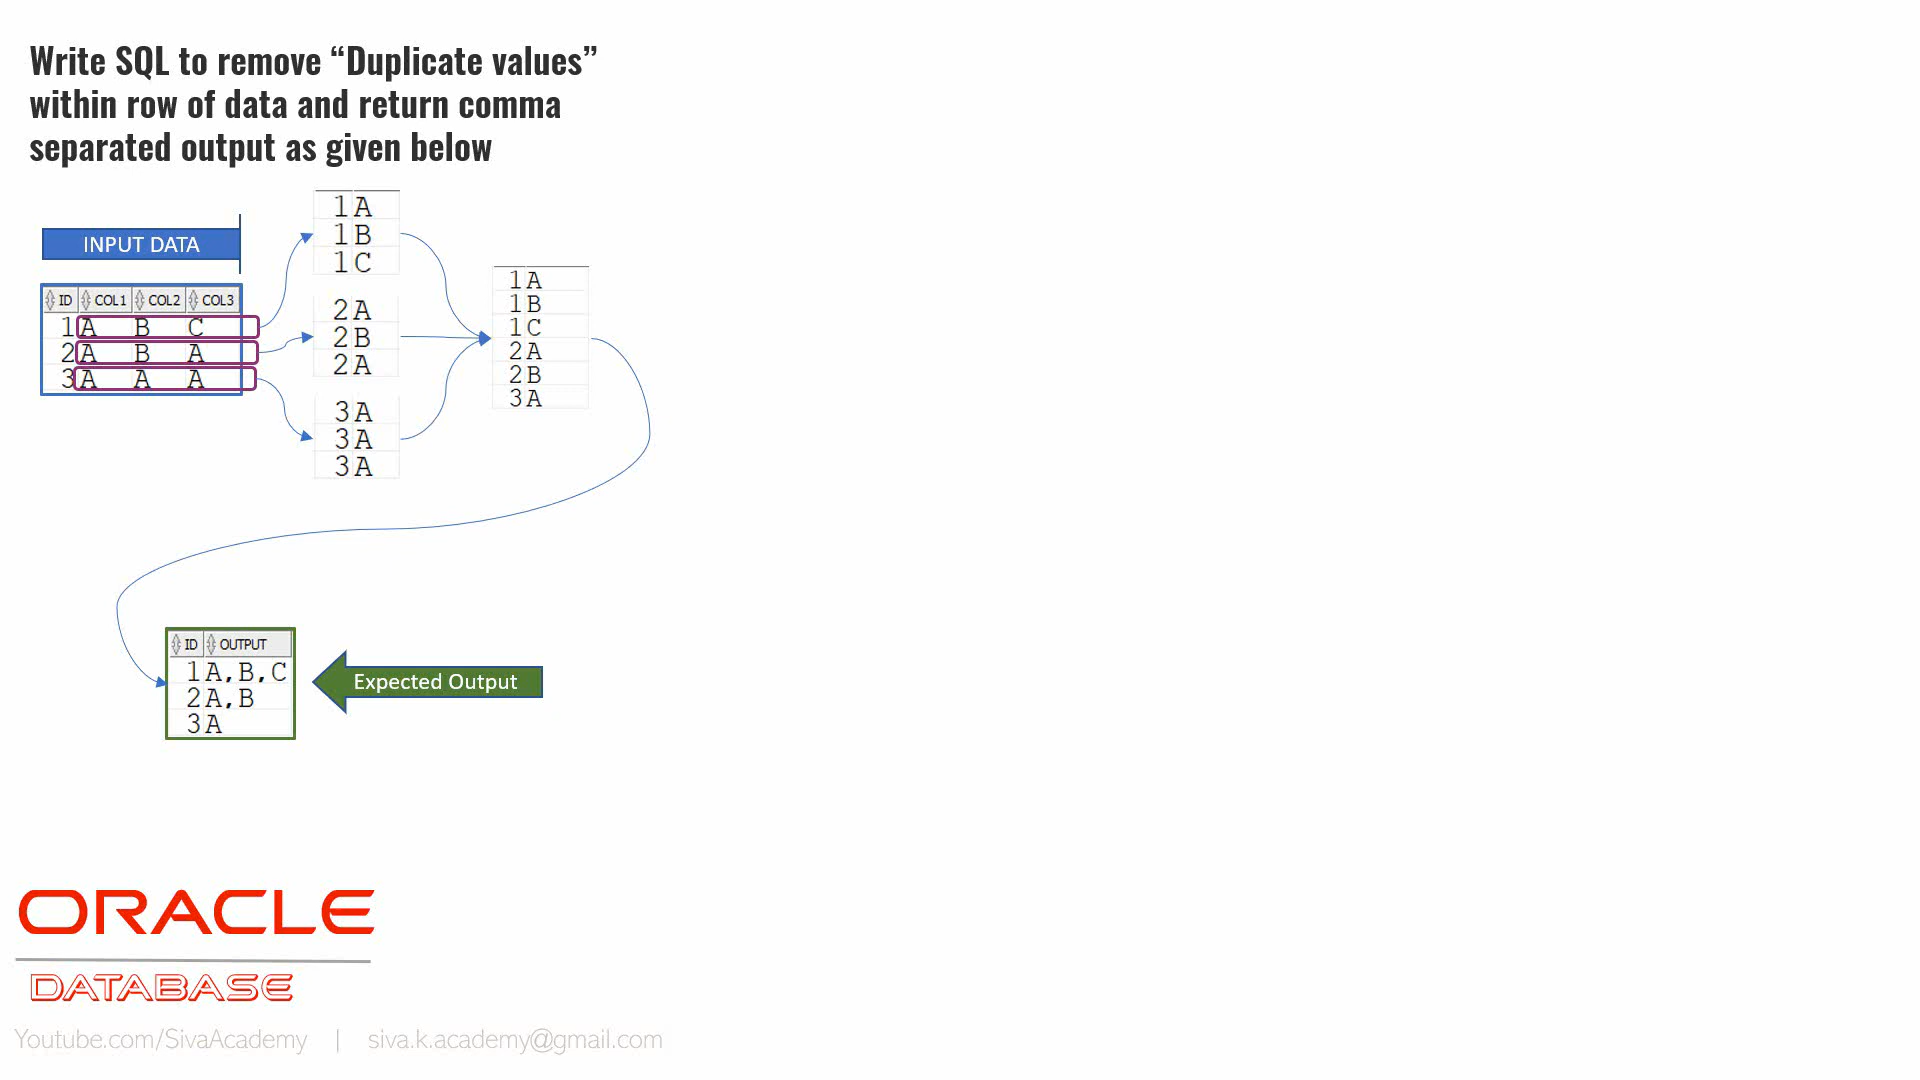 Write SQL to remove “Duplicate values”
within row of data and return comma
separated output as given below
INPUT DATA
ID COL1 COL2 COL3
1 A B C
2 A B A
3 A A A
1 A
1 B
1 C
2 A
2 B
2 A
3 A
3 A
3 A
1 A
1 B
1 C
2 A
2 B
3 A
ID OUTPUT
1 A,B,C
2 A,B
3 A
Expected Output
ORACLE
DATABASE
Youtube.com/SivaAcademy | siva.k.academy@gmail.com